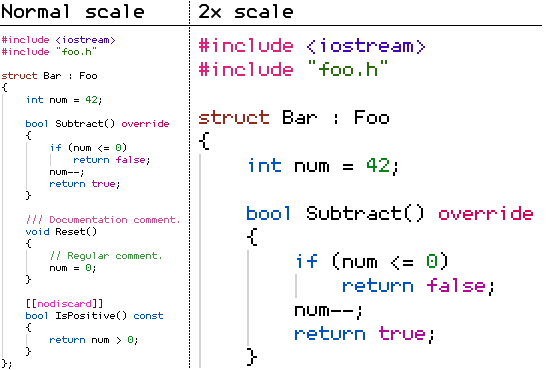 Normal scale
#include <iostream>
#include "foo.h"
struct Bar : Foo
{
int num = 42;
bool Subtract() override
{
if (num <= 0)
return false;
num--;
return true;
}
/// Documentation comment.
void Reset()
{
// Regular comment.
num = 0;
}
[[nodiscard]]
bool IsPositive() const
{
return num > 0;
}
};
2x scale
#include <iostream>
#include "foo.h"
struct Bar : Foo
{
int num = 42;
bool Subtract() override
{
if (num <= 0)
return false;
num--;
return true;
}